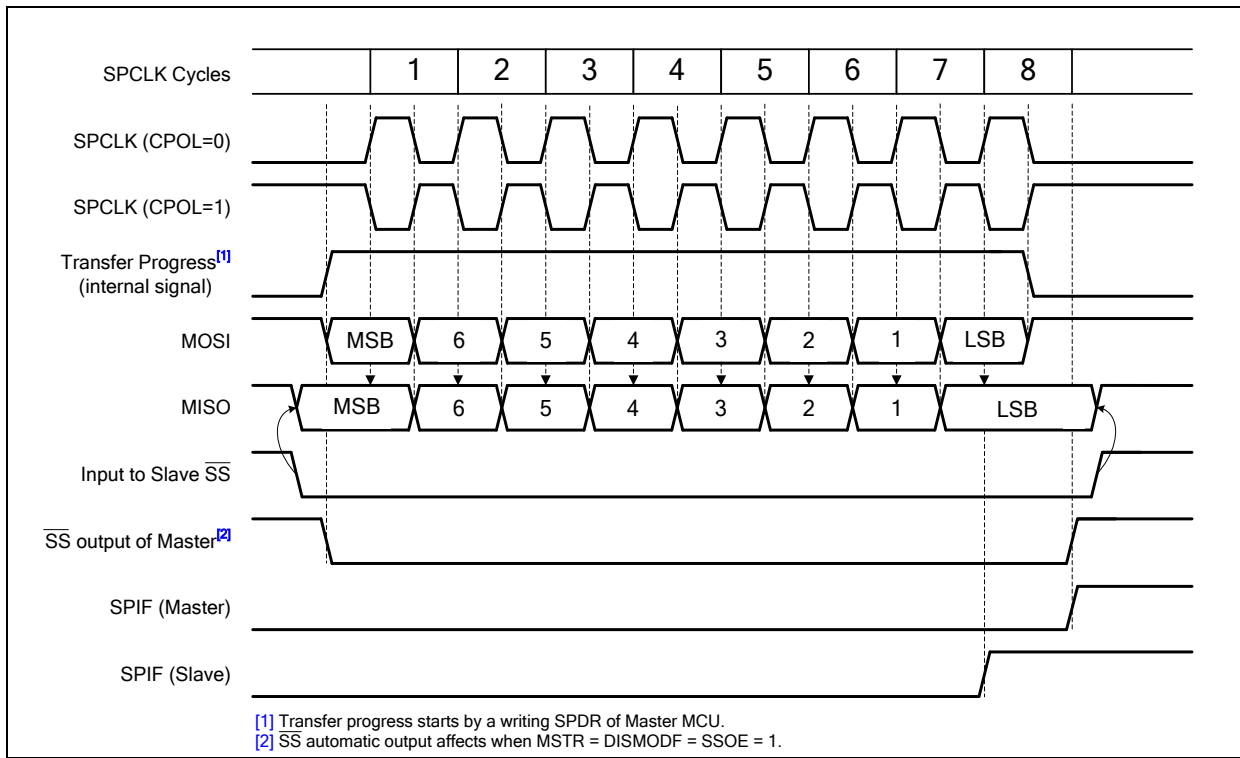 SPCLK Cycles 1 2 3 4 5 6 7 8
SPCLK (CPOL=0)
SPCLK (CPOL=1)
Transfer Progress[1]
(internal signal)
MOSI MSB 6 5 4 3 2 1 LSB
MISO MSB 6 5 4 3 2 1 LSB
Input to Slave S̅S̅
S̅S̅ output of Master[2]
SPIF (Master)
SPIF (Slave)
[1] Transfer progress starts by a writing SPDR of Master MCU.
[2] S̅S̅ automatic output affects when MSTR = DISMODF = SSOE = 1.